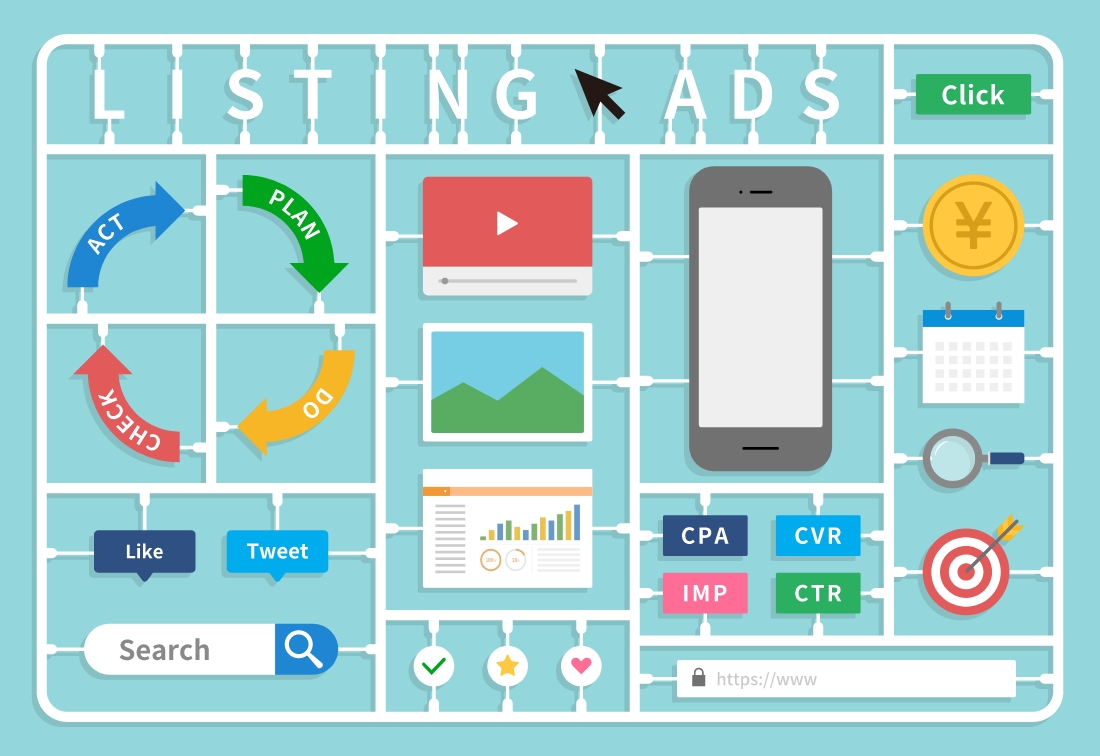 LISTING ADS
Click
ACT
PLAN
¥
CHECK
DO
Like
Tweet
CPA
CVR
IMP
CTR
Search
https://www